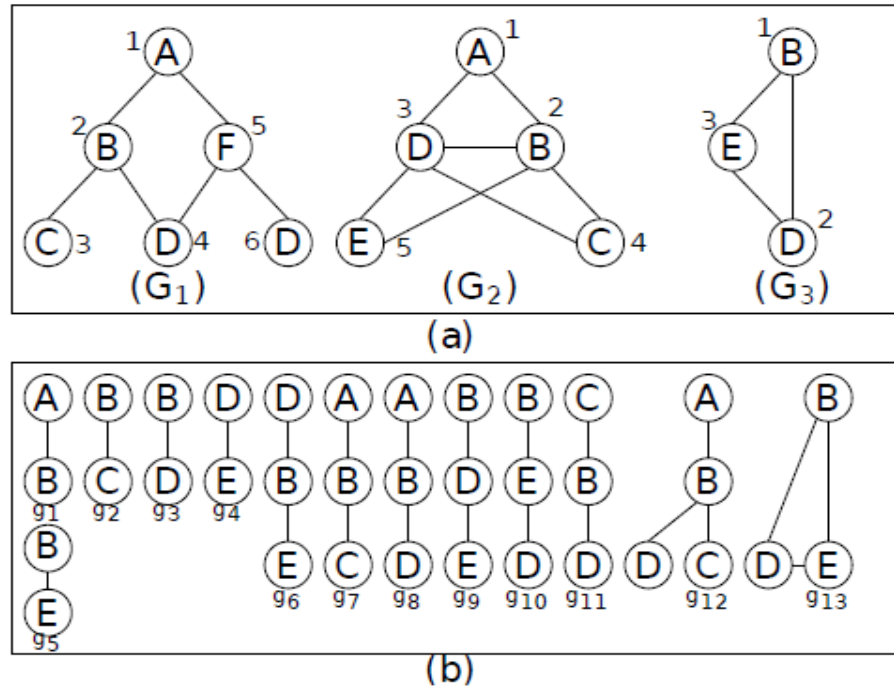 1 A 1 A 1 B
2 B F 5 3 D B 2 3 E
C 3 D 4 6 D E 5 C 4 D 2
(G1) (G2) (G3)
(a)
A B B D D A A B B C A B
B C D E B B B D E B B
g1 g2 g3 g4
B E C D E D D D C D E
g6 g7 g8 g9 g10 g11 g12 g13
E
g5
(b)